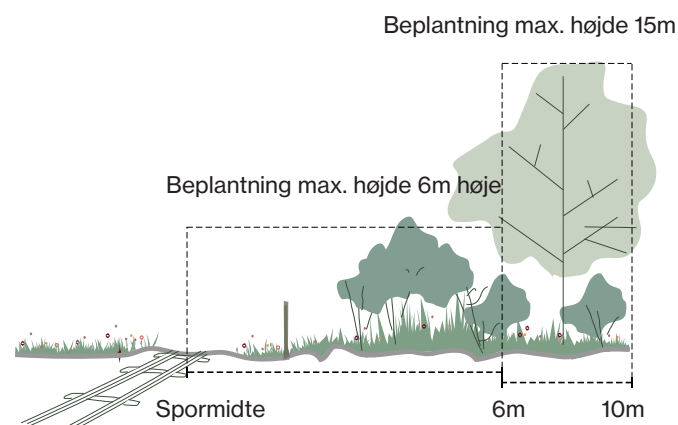 Beplantning max. højde 15m
Beplantning max. højde 6m høje
Spormidte
6m
10m